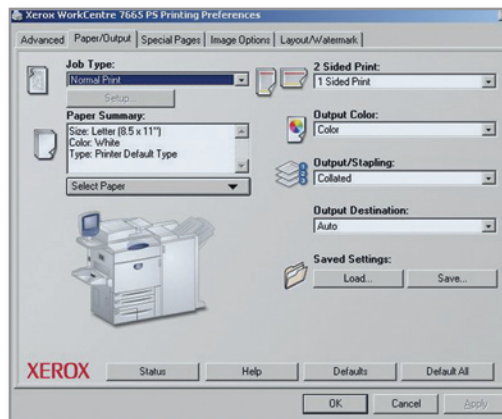 Xerox WorkCentre 7665 PS Printing Preferences
Advanced Paper/Output Special Pages Image Options Layout/Watermark
Job Type:
Normal Print
Setup...
Paper Summary:
Size: Letter (8.5 x 11")
Color: White
Type: Printer Default Type
Select Paper
2 Sided Print:
1 Sided Print
Output Color:
Color
Output/Stapling:
Collated
Output Destination:
Auto
Saved Settings:
Load... Save...
XEROX Status Help Defaults Default All
OK Cancel Apply